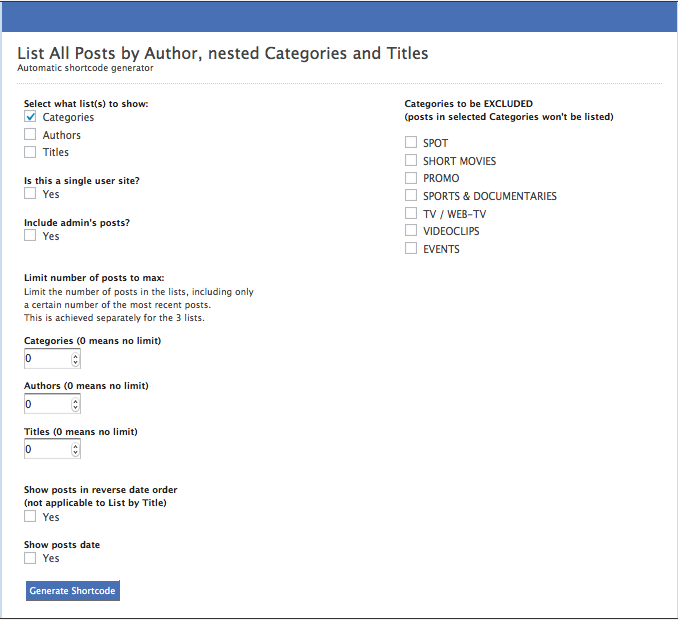 List All Posts by Author, nested Categories and Titles
Automatic shortcode generator
Select what list(s) to show:
Categories
Authors
Titles
Is this a single user site?
Yes
Include admin's posts?
Yes
Limit number of posts to max:
Limit the number of posts in the lists, including only
a certain number of the most recent posts.
This is achieved separately for the 3 lists.
Categories (0 means no limit)
0
Authors (0 means no limit)
0
Titles (0 means no limit)
0
Show posts in reverse date order
(not applicable to List by Title)
Yes
Show posts date
Yes
Generate Shortcode
Categories to be EXCLUDED
(posts in selected Categories won't be listed)
SPOT
SHORT MOVIES
PROMO
SPORTS & DOCUMENTARIES
TV / WEB-TV
VIDEOCLIPS
EVENTS